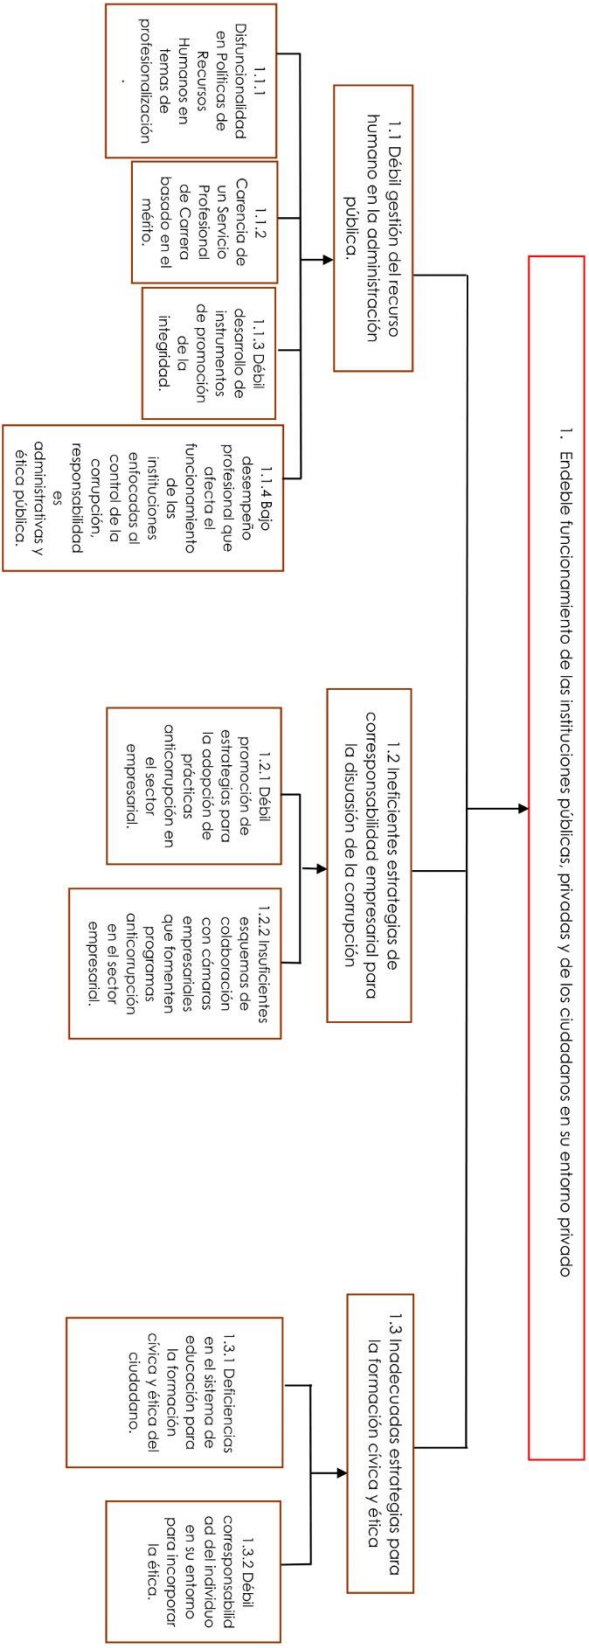 1. Endeble funcionamiento de las instituciones públicas, privadas y de los ciudadanos en su entorno privado
1.1 Débil gestión del recurso
humano en la administración
pública.
1.2 Ineficientes estrategias de
corresponsabilidad empresarial para
la disuasión de la corrupción
1.3 Inadecuadas estrategias para
la formación cívica y ética
1.1.1
Disfuncionalidad
en Políticas de
Recursos
Humanos en
temas de
profesionalización
.
1.1.2
Carencia de
un Servicio
Profesional
de Carrera
basado en el
mérito.
1.1.3 Débil
desarrollo de
instrumentos
de promoción
de la
integridad.
1.1.4 Bajo
desempeño
profesional que
afecta el
funcionamiento
de las
instituciones
enfocadas al
control de la
corrupción,
responsabilidad
es
administrativas y
ética pública.
1.2.1 Débil
promoción de
estrategias para
la adopción de
prácticas
anticorrupción en
el sector
empresarial.
1.2.2 Insuficientes
esquemas de
colaboración
con cámaras
empresariales
que fomenten
programas
anticorrupción
en el sector
empresarial.
1.3.1 Deficiencias
en el sistema de
educación para
la formación
cívica y ética del
ciudadano.
1.3.2 Débil
corresponsabilid
ad del individuo
en su entorno
para incorporar
la ética.